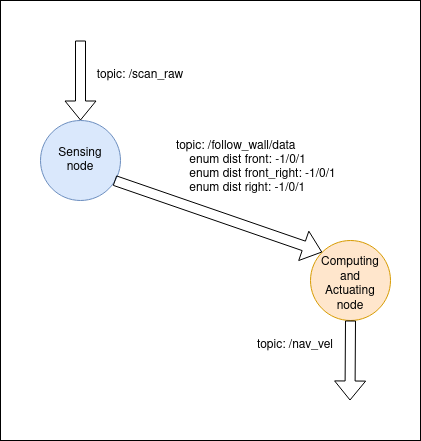 topic: /scan_raw
Sensing
node
topic: /follow_wall/data
enum dist front: -1/0/1
enum dist front_right: -1/0/1
enum dist right: -1/0/1
Computing
and
Actuating
node
topic: /nav_vel